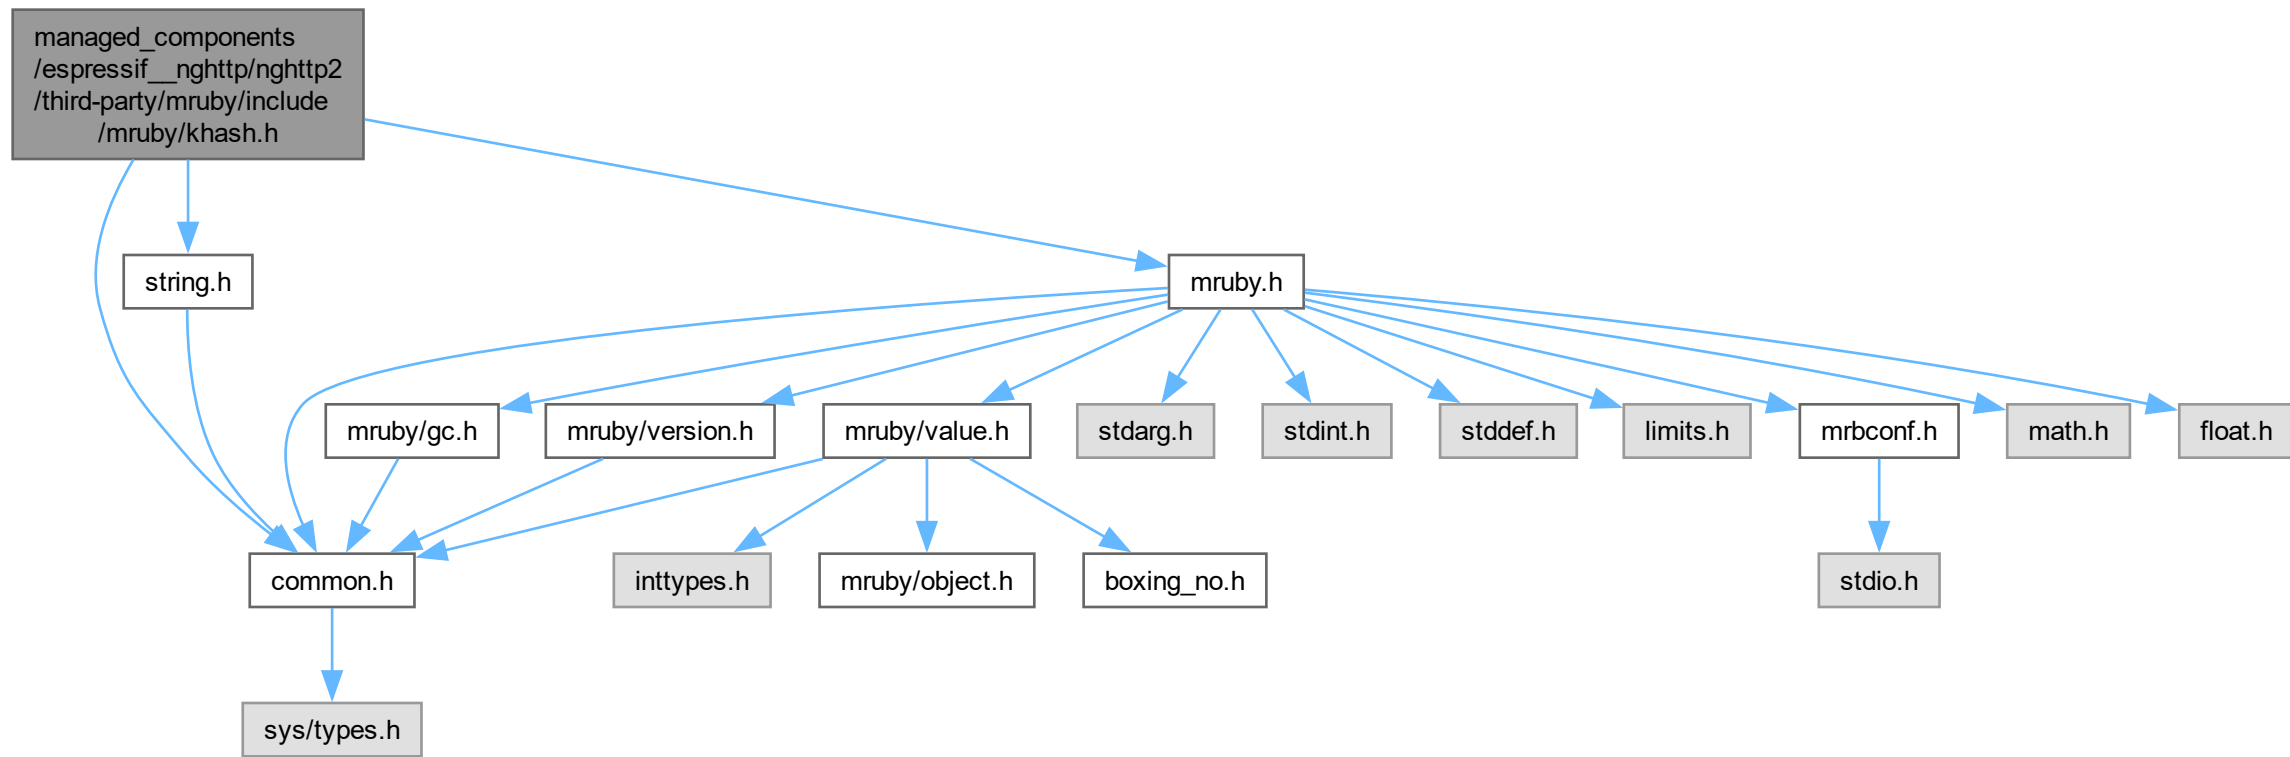 managed_components
/espressif__nghttp/nghttp2
/third-party/mruby/include
/mruby/khash.h
string.h
mruby.h
mruby/gc.h
mruby/version.h
mruby/value.h
stdarg.h
stdint.h
stddef.h
limits.h
mrbconf.h
math.h
float.h
common.h
inttypes.h
mruby/object.h
boxing_no.h
stdio.h
sys/types.h